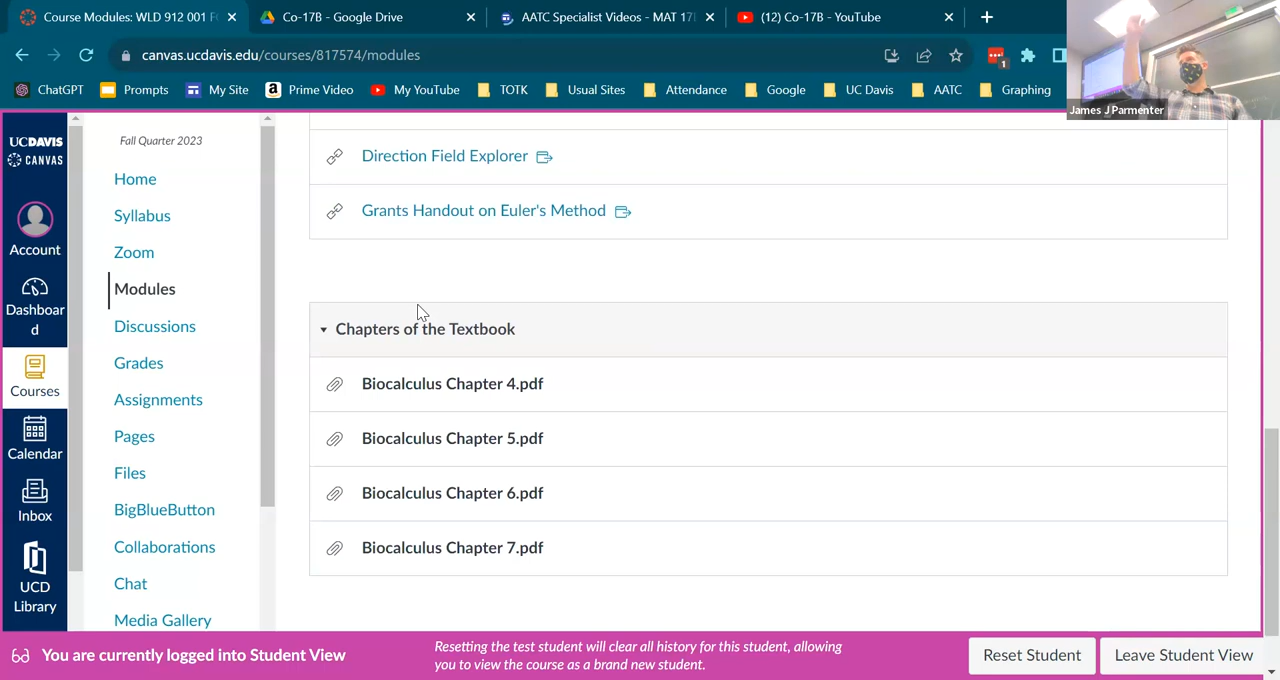 Course Modules: WLD 912 001 F
Co-17B - Google Drive
AATC Specialist Videos - MAT 17
(12) Co-17B - YouTube
canvas.ucdavis.edu/courses/817574/modules
1
ChatGPT
Prompts
My Site
Prime Video
My YouTube
TOTK
Usual Sites
Attendance
Google
UC Davis
AATC
Graphing
James J Parmenter
UCDAVIS
CANVAS
Account
Dashboar
d
Courses
Calendar
Inbox
UCD
Library
Fall Quarter 2023
Home
Syllabus
Zoom
Modules
Discussions
Grades
Assignments
Pages
Files
BigBlueButton
Collaborations
Chat
Media Gallery
Direction Field Explorer
Grants Handout on Euler's Method
Chapters of the Textbook
Biocalculus Chapter 4.pdf
Biocalculus Chapter 5.pdf
Biocalculus Chapter 6.pdf
Biocalculus Chapter 7.pdf
You are currently logged into Student View
Resetting the test student will clear all history for this student, allowing
you to view the course as a brand new student.
Reset Student
Leave Student View